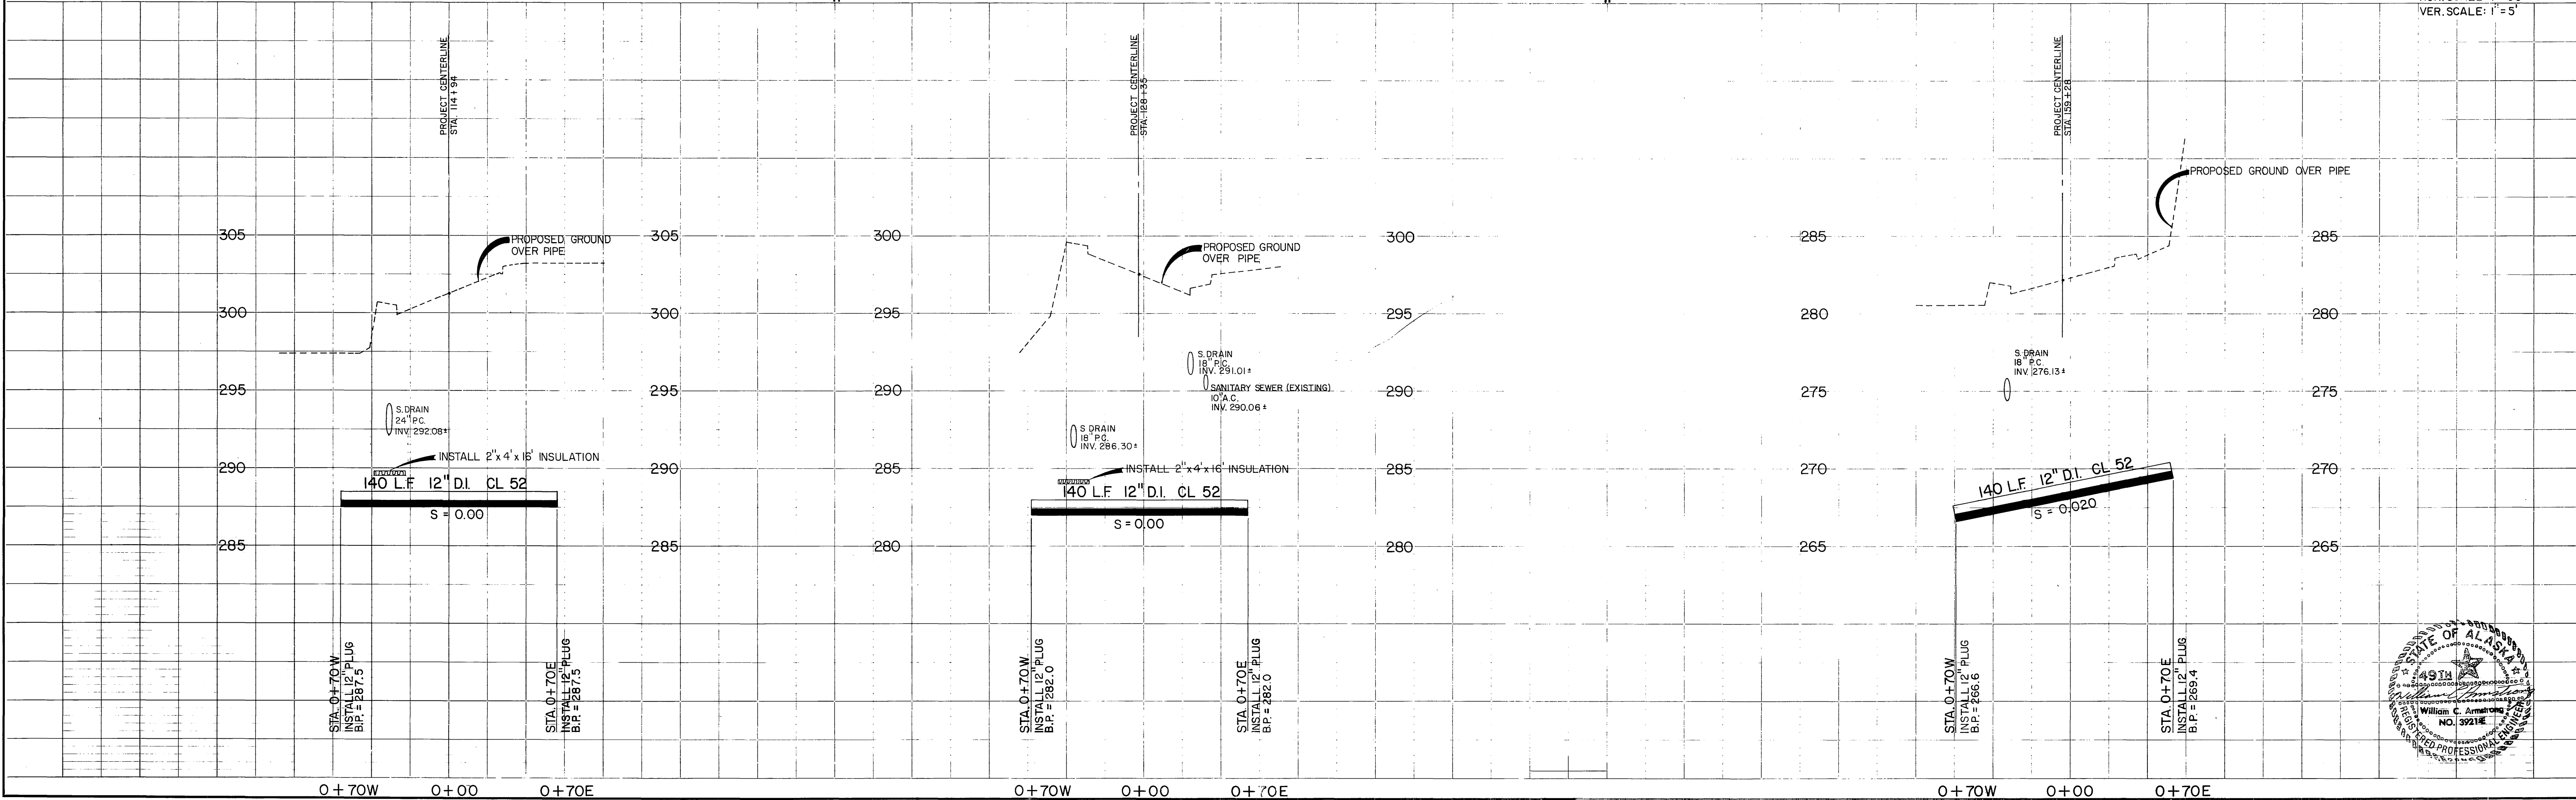 VER. SCALE: 1" = 5'
PROJECT CENTERLINE
STA. 114 + 94
305
305
PROPOSED GROUND
OVER PIPE
300
300
295
295
S. DRAIN
24" P.C.
INV. 292.08±
INSTALL 2" x 4' x 16' INSULATION
290
290
140 L.F. 12" D.I. CL 52
S = 0.00
285
285
STA. 0+70W
INSTALL 12" PLUG
B.P. = 287.5
STA. 0+70E
INSTALL 12" PLUG
B.P. = 287.5
0+70W
0+00
0+70E
PROJECT CENTERLINE
STA. 128 + 35
300
300
PROPOSED GROUND
OVER PIPE
295
295
S. DRAIN
18" P.C.
INV. 291.01±
290
290
SANITARY SEWER (EXISTING)
10" A.C.
INV. 290.06±
S DRAIN
18" P.C.
INV. 286.30±
285
285
INSTALL 2" x 4' x 16' INSULATION
140 L.F. 12" D.I. CL 52
S = 0.00
280
280
STA. 0+70W
INSTALL 12" PLUG
B.P. = 282.0
STA. 0+70E
INSTALL 12" PLUG
B.P. = 282.0
0+70W
0+00
0+70E
PROJECT CENTERLINE
STA. 159 + 28
PROPOSED GROUND OVER PIPE
285
285
280
280
S. DRAIN
18" P.C.
INV. 276.13±
275
275
270
270
140 L.F. 12" D.I. CL 52
S = 0.020
265
265
STA. 0+70W
INSTALL 12" PLUG
B.P. = 266.6
STA. 0+70E
INSTALL 12" PLUG
B.P. = 269.4
0+70W
0+00
0+70E
STATE OF ALASKA
49TH
William C. Armstrong
William C. Armstrong
NO. 3921-E
REGISTERED PROFESSIONAL ENGINEER